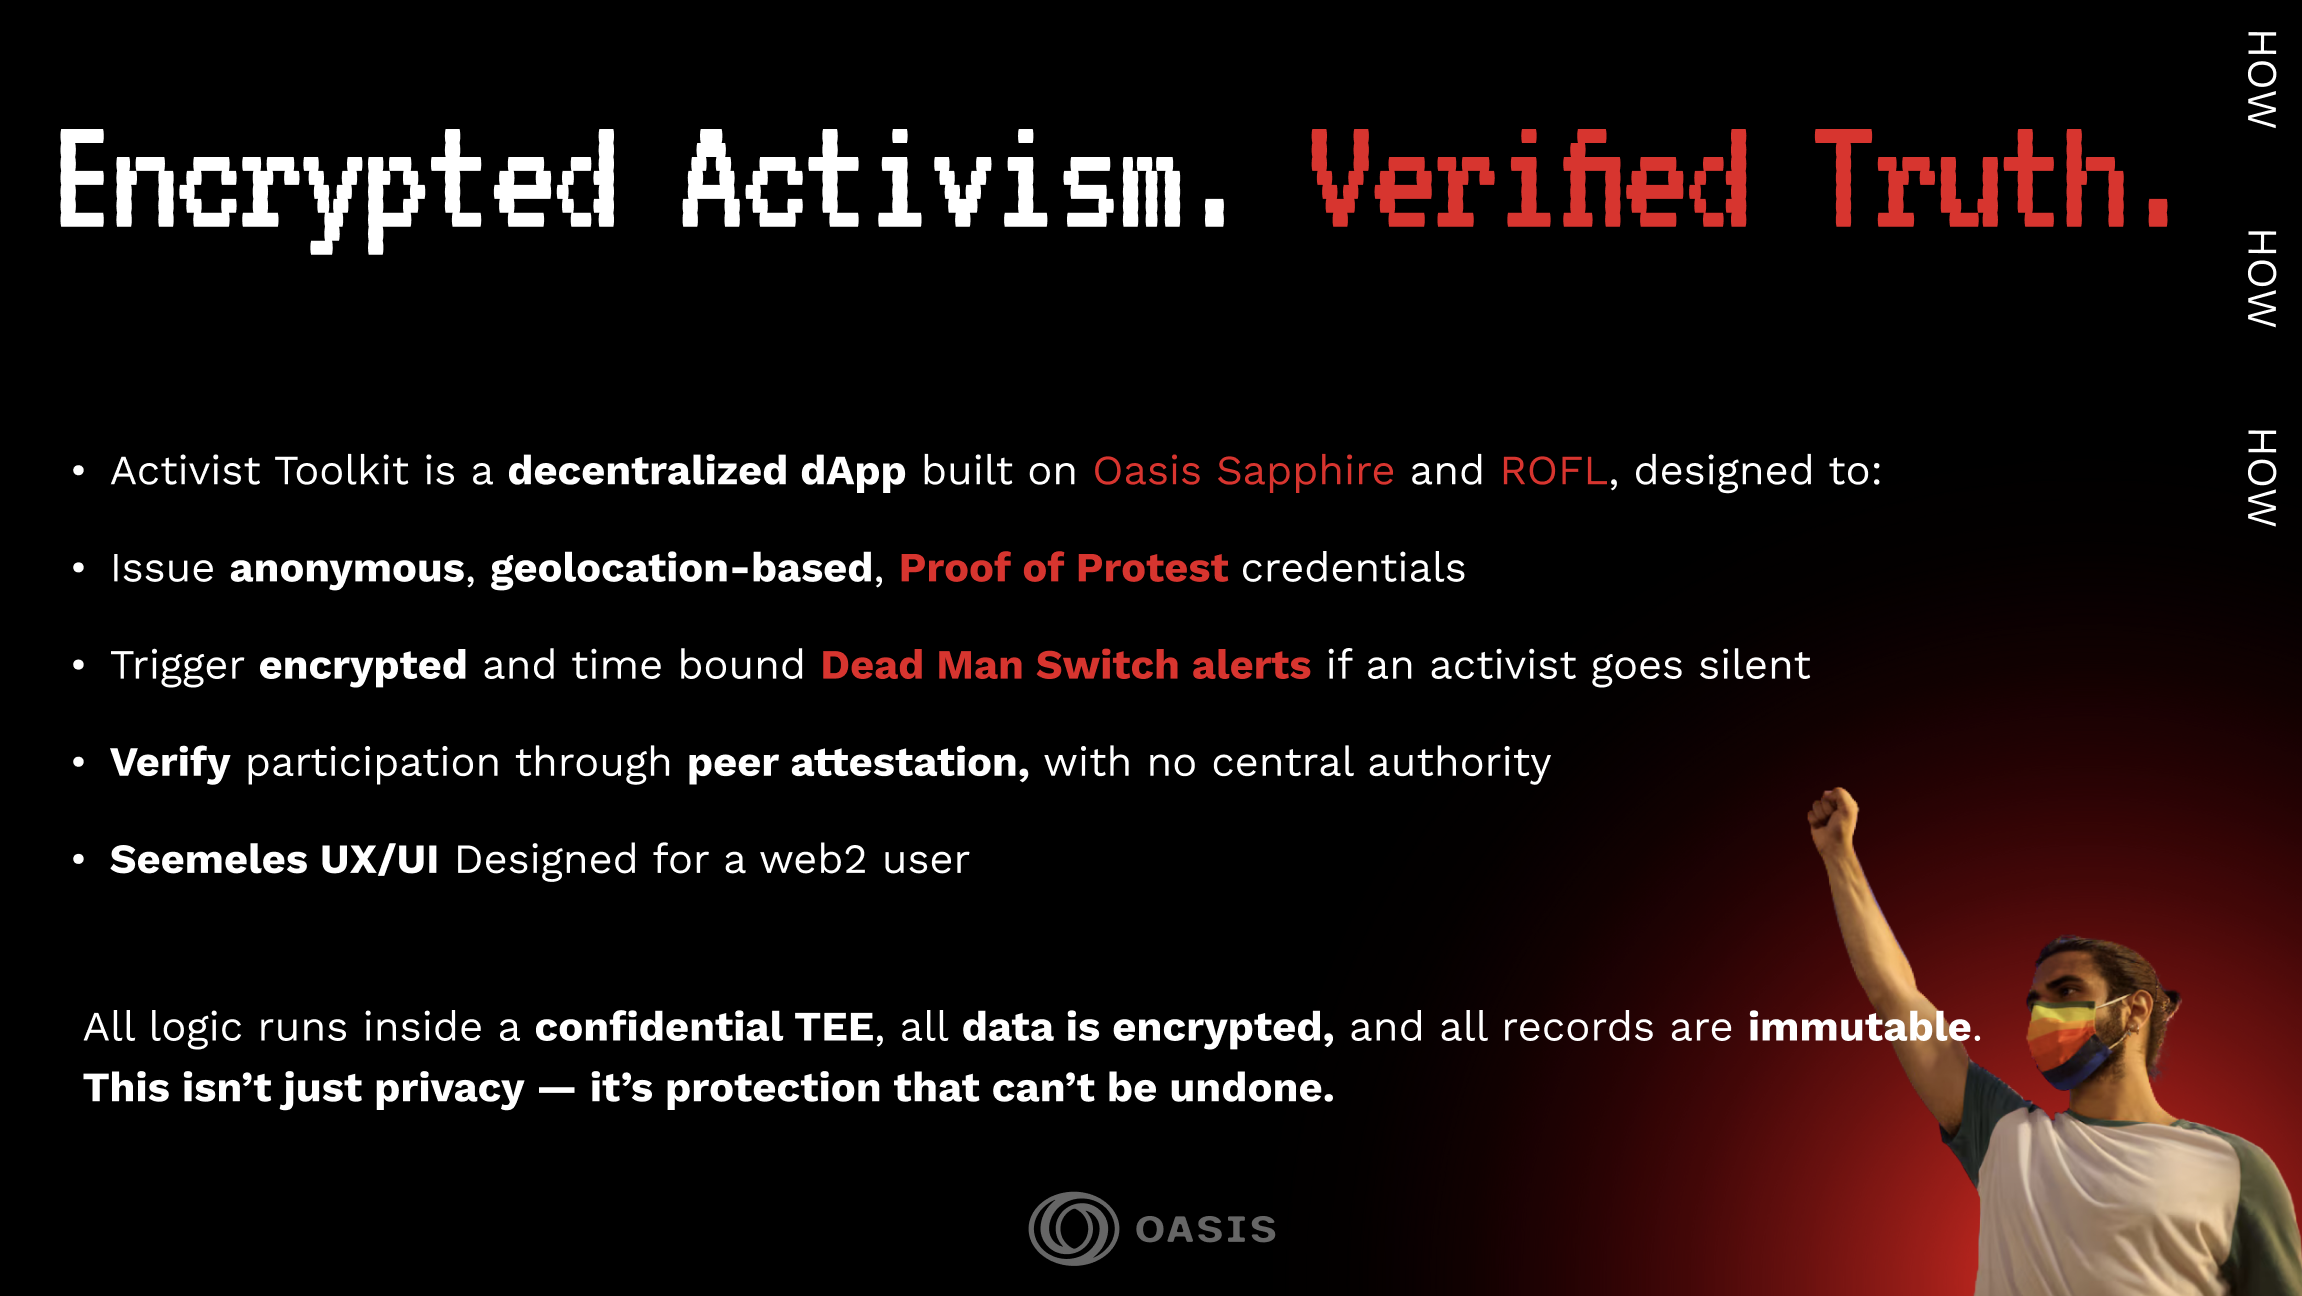 Encrypted Activism. Verified Truth.
HOW
HOW
HOW
• Activist Toolkit is a decentralized dApp built on Oasis Sapphire and ROFL, designed to:
• Issue anonymous, geolocation-based, Proof of Protest credentials
• Trigger encrypted and time bound Dead Man Switch alerts if an activist goes silent
• Verify participation through peer attestation, with no central authority
• Seemeles UX/UI Designed for a web2 user
All logic runs inside a confidential TEE, all data is encrypted, and all records are immutable.
This isn’t just privacy — it’s protection that can’t be undone.
OASIS